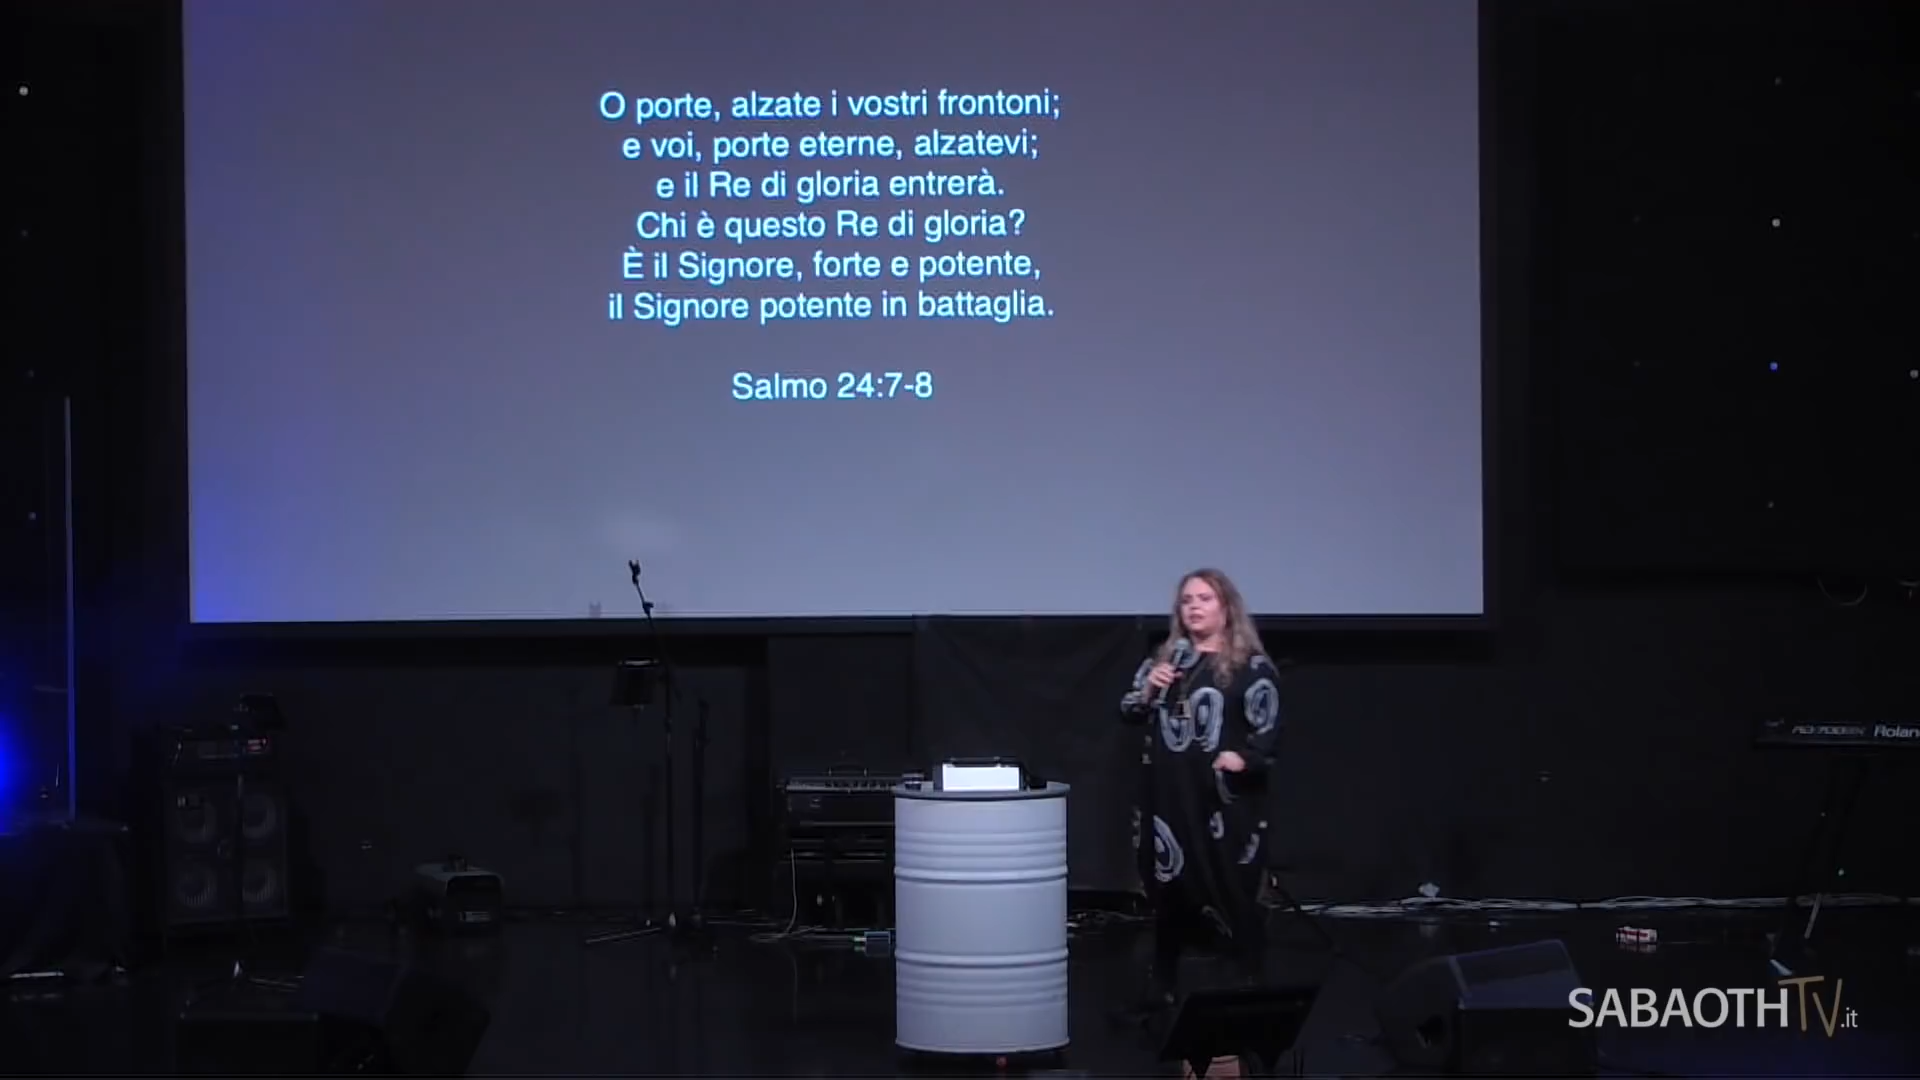 O porte, alzate i vostri frontoni;
e voi, porte eterne, alzatevi;
e il Re di gloria entrerà.
Chi è questo Re di gloria?
È il Signore, forte e potente,
il Signore potente in battaglia.
Salmo 24:7-8
Roland
SABAOTHTV.it